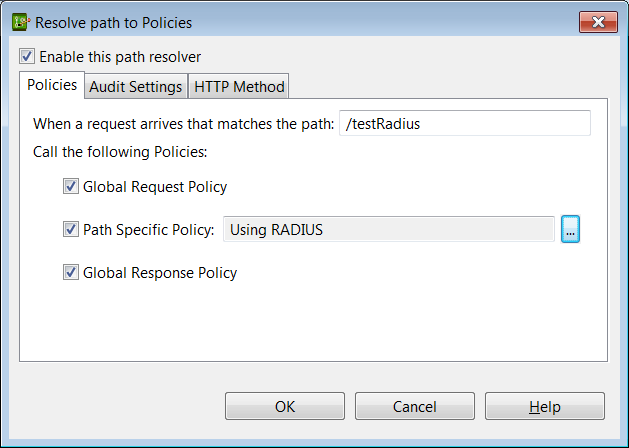 Resolve path to Policies
Enable this path resolver
Policies Audit Settings HTTP Method
When a request arrives that matches the path: /testRadius
Call the following Policies:
Global Request Policy
Path Specific Policy: Using RADIUS ...
Global Response Policy
OK Cancel Help